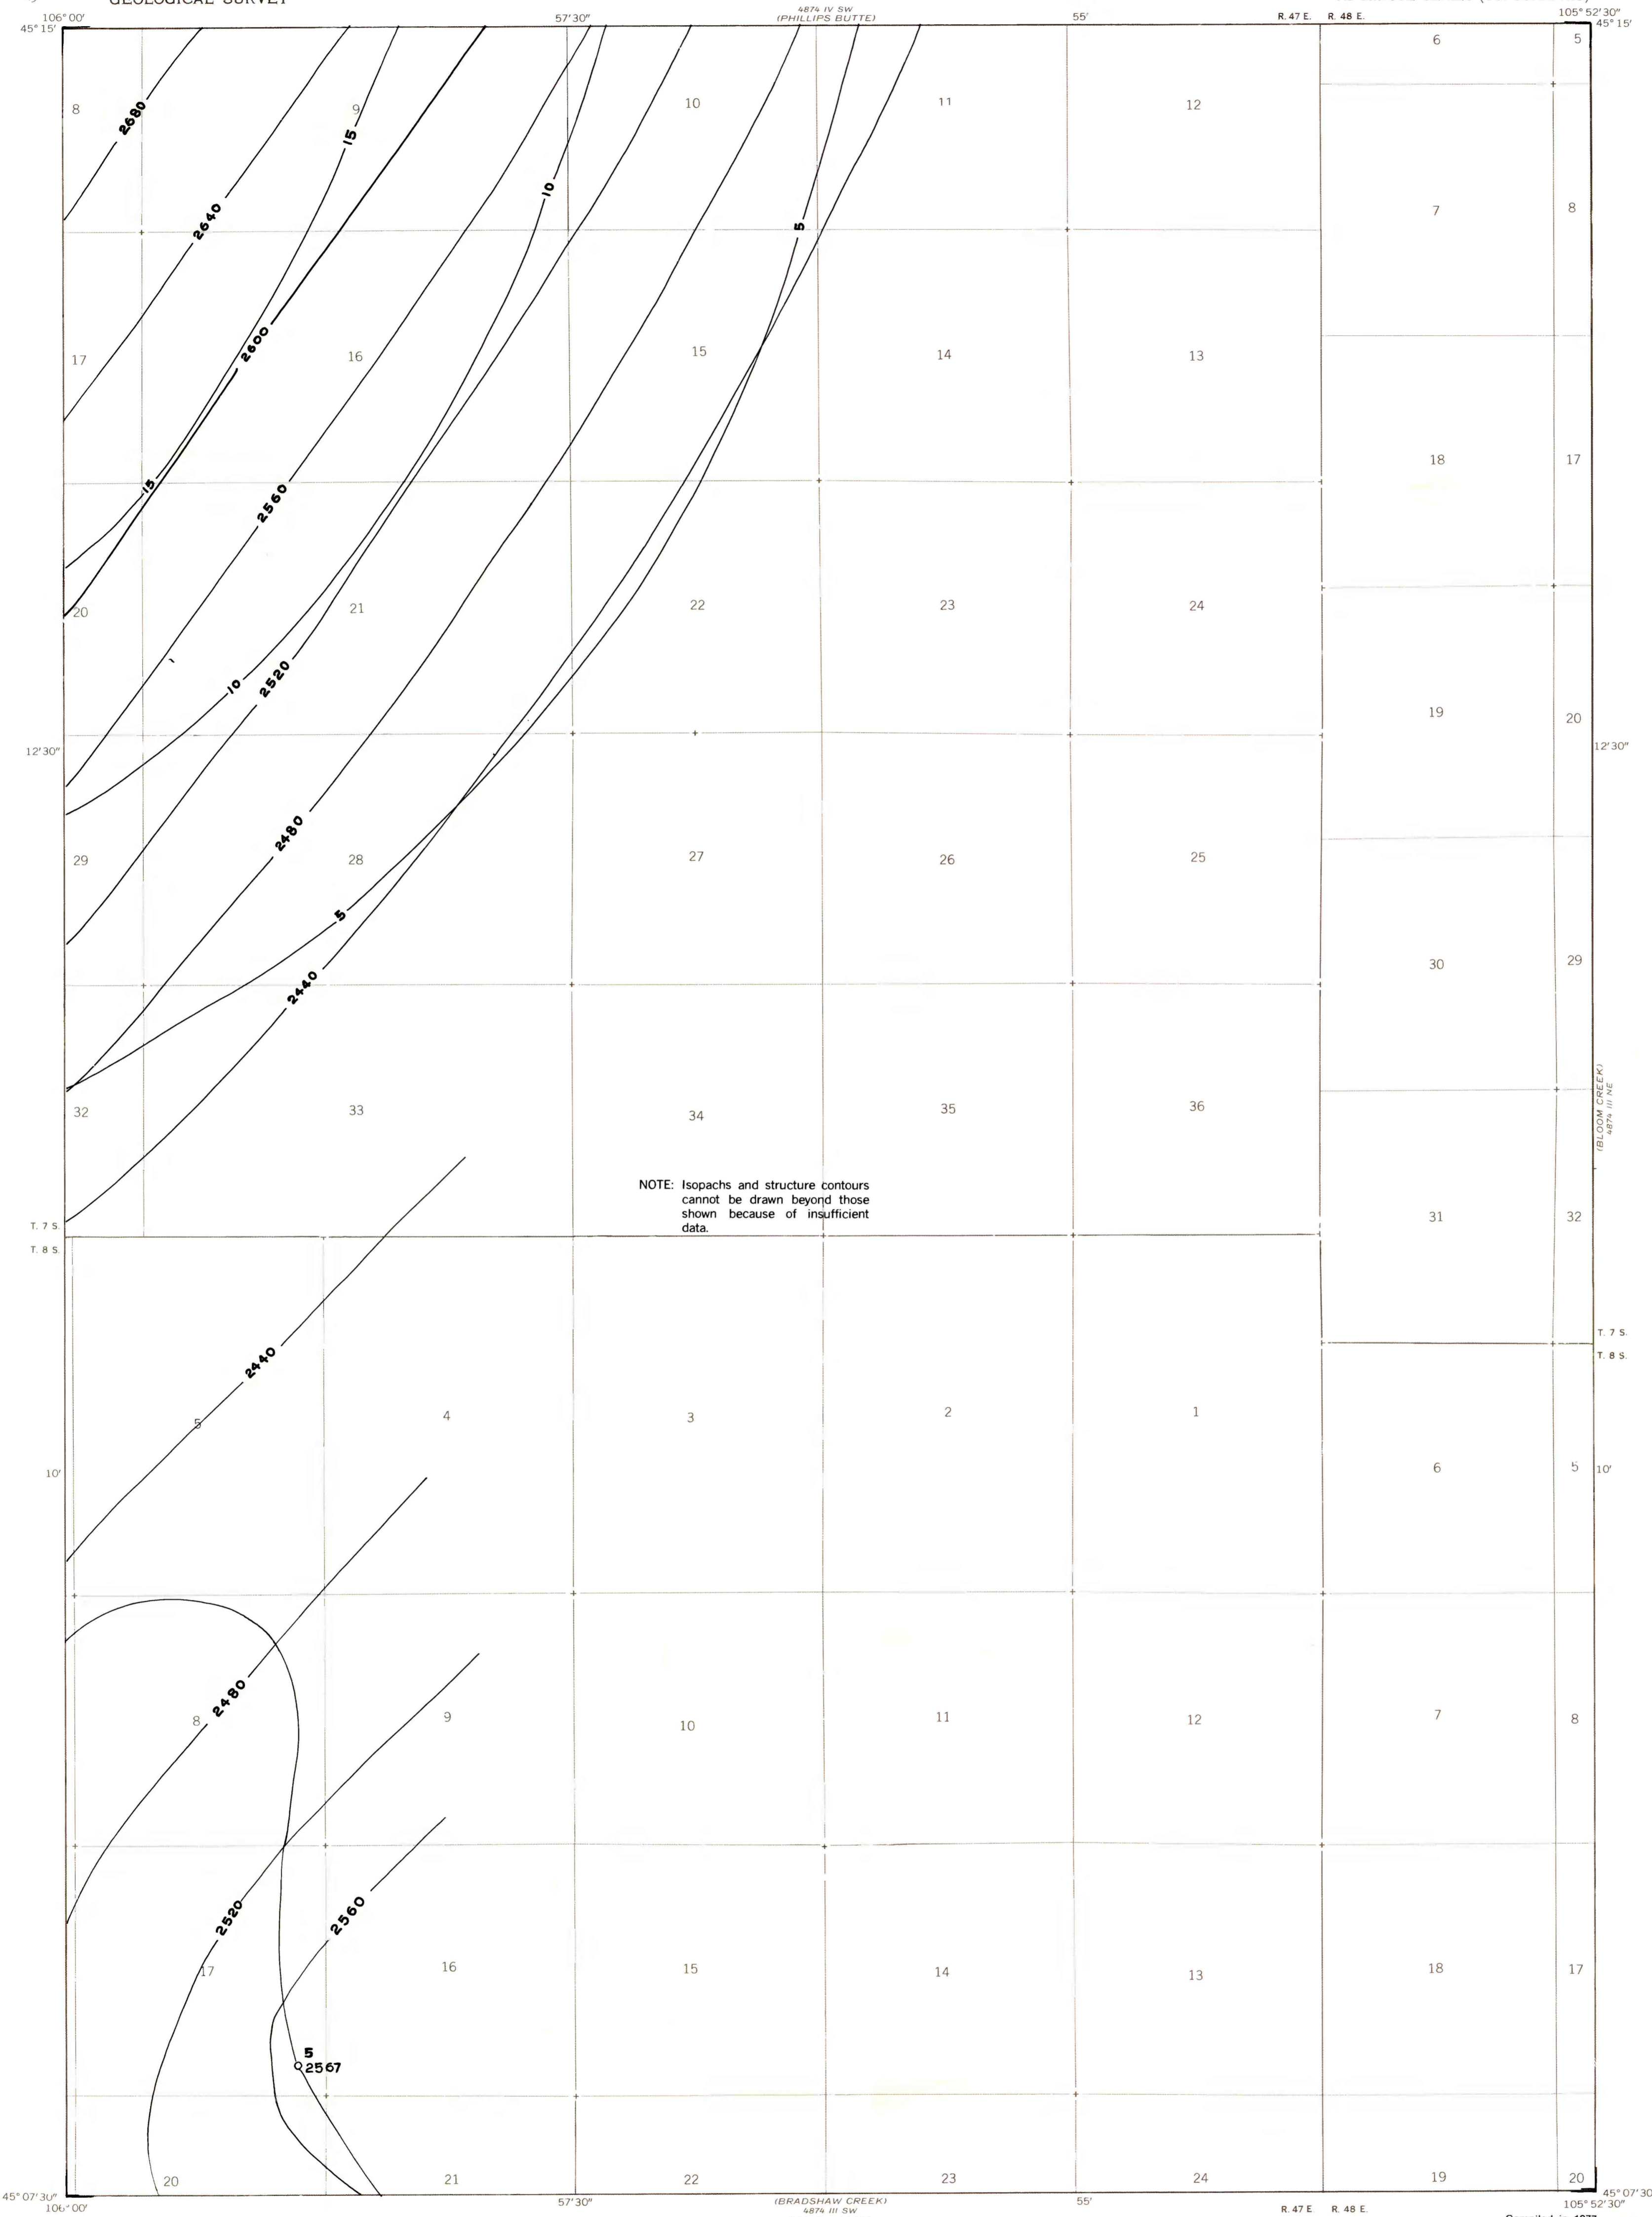 GEOLOGICAL SURVEY
106° 00′ 57′30″ 4874 IV SW 55′ R. 47 E. R. 48 E. 105° 52′30″
(PHILLIPS BUTTE)
45° 15′ 45° 15′
6 5
8 2680 9 10 11 12
15
10
2640 7 8
5
2600
17 16 15 14 13
18 17
15
2560
20 21 22 23 24
2520
10
19 20
12′30″ 12′30″
2480
29 28 27 26 25
5
2440
30 29
(BLOOM CREEK)
4874 III NE
32 33 34 35 36
NOTE: Isopachs and structure contours
cannot be drawn beyond those
shown because of insufficient
data.
31 32
T. 7 S.
T. 8 S.
T. 7 S.
T. 8 S.
2440
5 4 3 2 1
10′ 6 5 10′
2480
8 9 10 11 12 7 8
2520
2560
17 16 15 14 13 18 17
5
2567
20 21 22 23 24 19 20
45° 07′30″ 45° 07′30
106° 00′ 57′30″ (BRADSHAW CREEK) 55′ R. 47 E R. 48 E. 105° 52′30″
4874 III SW